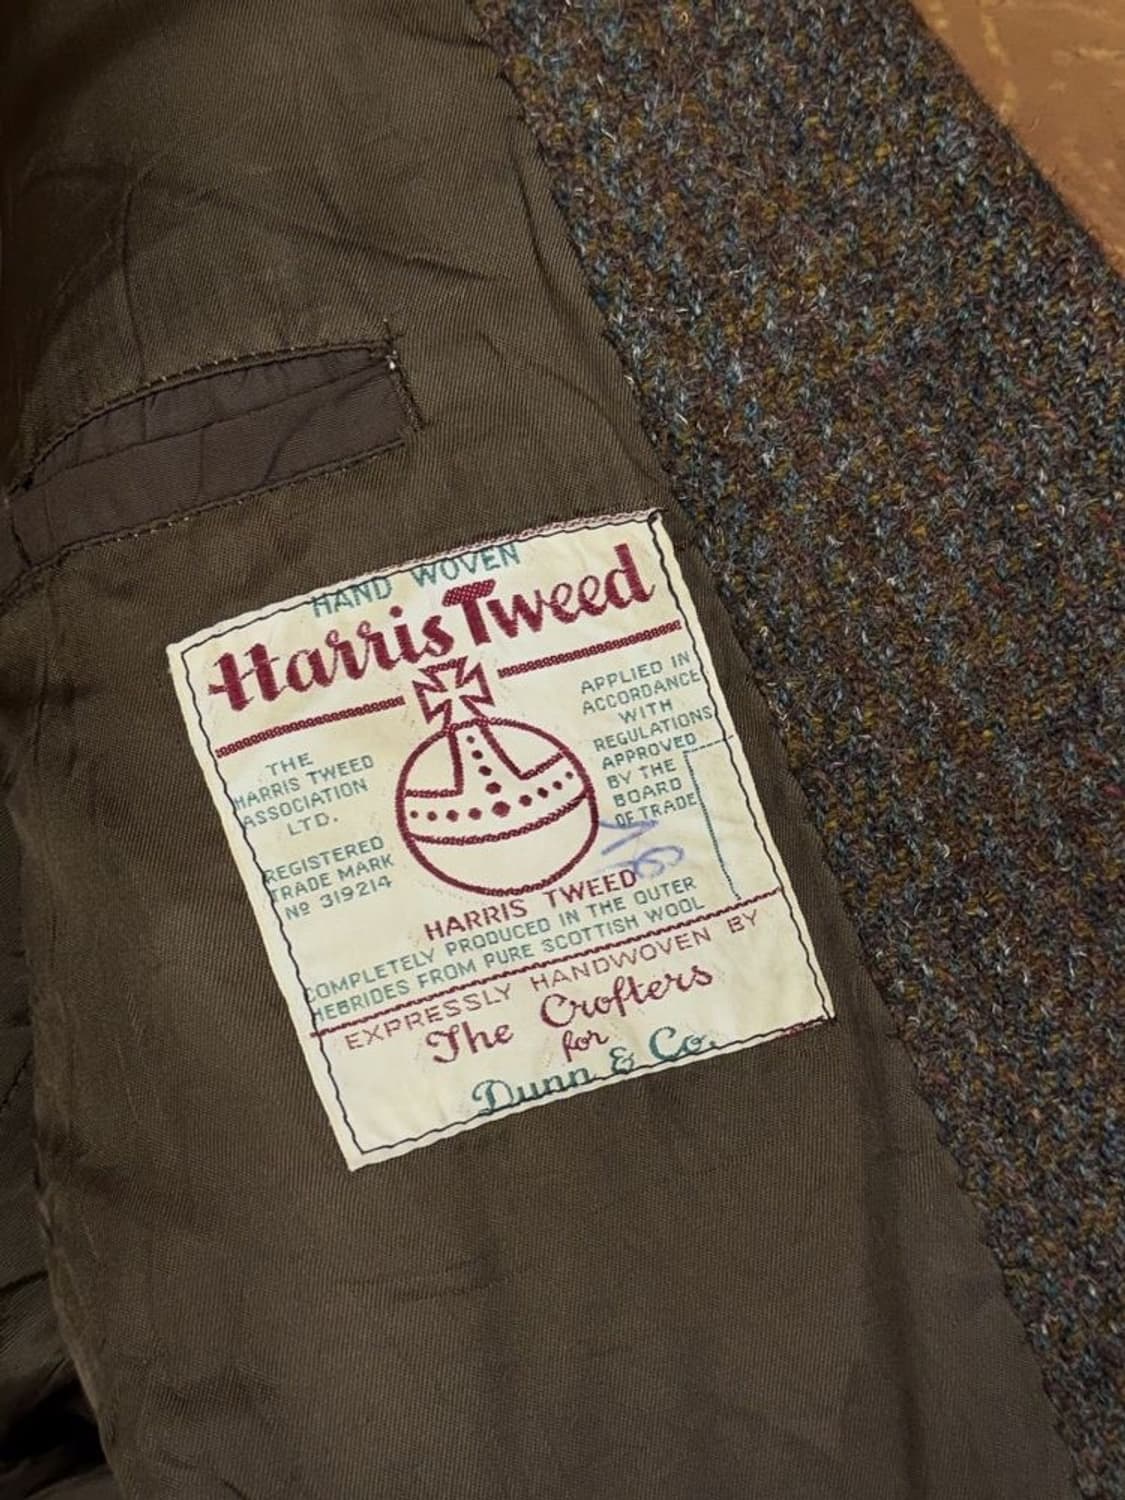 HAND WOVEN
Harris Tweed
THE
HARRIS TWEED
ASSOCIATION
LTD.
REGISTERED
TRADE MARK
Nº 319214
APPLIED IN
ACCORDANCE
WITH
REGULATIONS
APPROVED
BY THE
BOARD
OF TRADE
HARRIS TWEED
COMPLETELY PRODUCED IN THE OUTER
HEBRIDES FROM PURE SCOTTISH WOOL
EXPRESSLY HANDWOVEN BY
The Crofters
for
Dunn & Co.